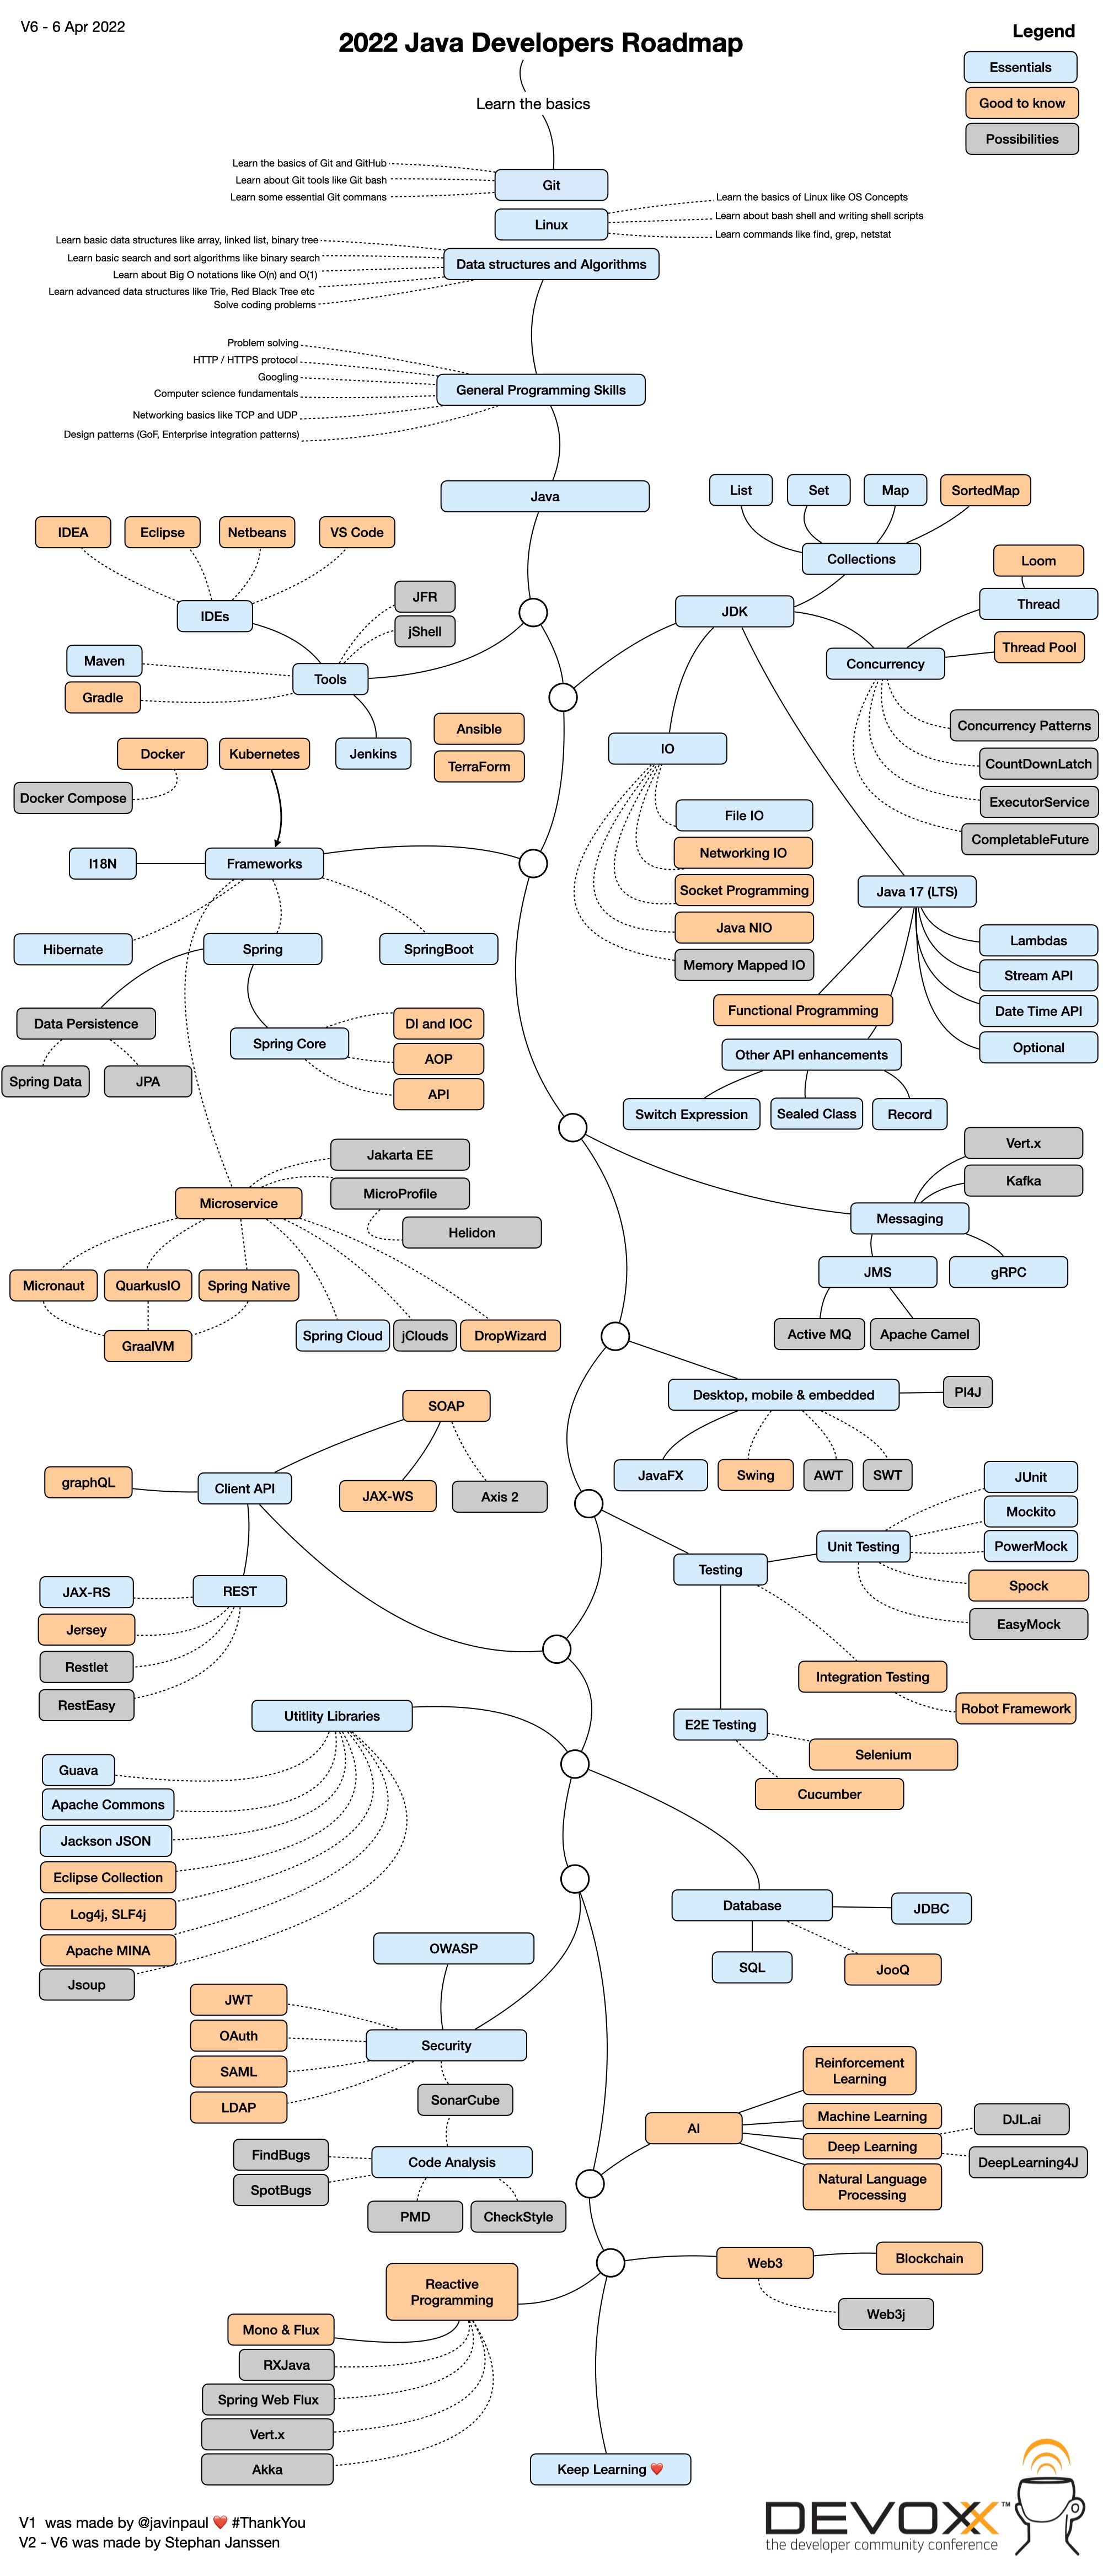 V6 - 6 Apr 2022
2022 Java Developers Roadmap
Legend
Essentials
Good to know
Possibilities
Learn the basics
Learn the basics of Git and GitHub
Learn about Git tools like Git bash
Learn some essential Git commans
Git
Linux
Learn the basics of Linux like OS Concepts
Learn about bash shell and writing shell scripts
Learn commands like find, grep, netstat
Learn basic data structures like array, linked list, binary tree
Learn basic search and sort algorithms like binary search
Learn about Big O notations like O(n) and O(1)
Learn advanced data structures like Trie, Red Black Tree etc
Solve coding problems
Data structures and Algorithms
Problem solving
HTTP / HTTPS protocol
Googling
Computer science fundamentals
Networking basics like TCP and UDP
Design patterns (GoF, Enterprise integration patterns)
General Programming Skills
Java
List
Set
Map
SortedMap
Collections
IDEA
Eclipse
Netbeans
VS Code
IDEs
JFR
jShell
Maven
Gradle
Tools
Jenkins
Ansible
TerraForm
JDK
Loom
Thread
Thread Pool
Concurrency
Concurrency Patterns
CountDownLatch
ExecutorService
CompletableFuture
IO
File IO
Networking IO
Socket Programming
Java NIO
Memory Mapped IO
Docker
Kubernetes
Docker Compose
I18N
Frameworks
Hibernate
Spring
SpringBoot
Data Persistence
Spring Data
JPA
Spring Core
DI and IOC
AOP
API
Java 17 (LTS)
Lambdas
Stream API
Date Time API
Optional
Functional Programming
Other API enhancements
Switch Expression
Sealed Class
Record
Jakarta EE
MicroProfile
Helidon
Microservice
Micronaut
QuarkusIO
Spring Native
GraalVM
Spring Cloud
jClouds
DropWizard
Vert.x
Kafka
Messaging
JMS
gRPC
Active MQ
Apache Camel
Desktop, mobile & embedded
PI4J
JavaFX
Swing
AWT
SWT
SOAP
graphQL
Client API
JAX-WS
Axis 2
REST
JAX-RS
Jersey
Restlet
RestEasy
Testing
Unit Testing
JUnit
Mockito
PowerMock
Spock
EasyMock
Integration Testing
Robot Framework
E2E Testing
Selenium
Cucumber
Utitlity Libraries
Guava
Apache Commons
Jackson JSON
Eclipse Collection
Log4j, SLF4j
Apache MINA
Jsoup
Database
JDBC
SQL
JooQ
OWASP
JWT
OAuth
SAML
LDAP
Security
SonarCube
FindBugs
SpotBugs
Code Analysis
PMD
CheckStyle
AI
Reinforcement
Learning
Machine Learning
Deep Learning
Natural Language
Processing
DJL.ai
DeepLearning4J
Web3
Blockchain
Web3j
Reactive
Programming
Mono & Flux
RXJava
Spring Web Flux
Vert.x
Akka
Keep Learning ❤️
V1 was made by @javinpaul ❤️ #ThankYou
V2 - V6 was made by Stephan Janssen
DEVOXX™
the developer community conference